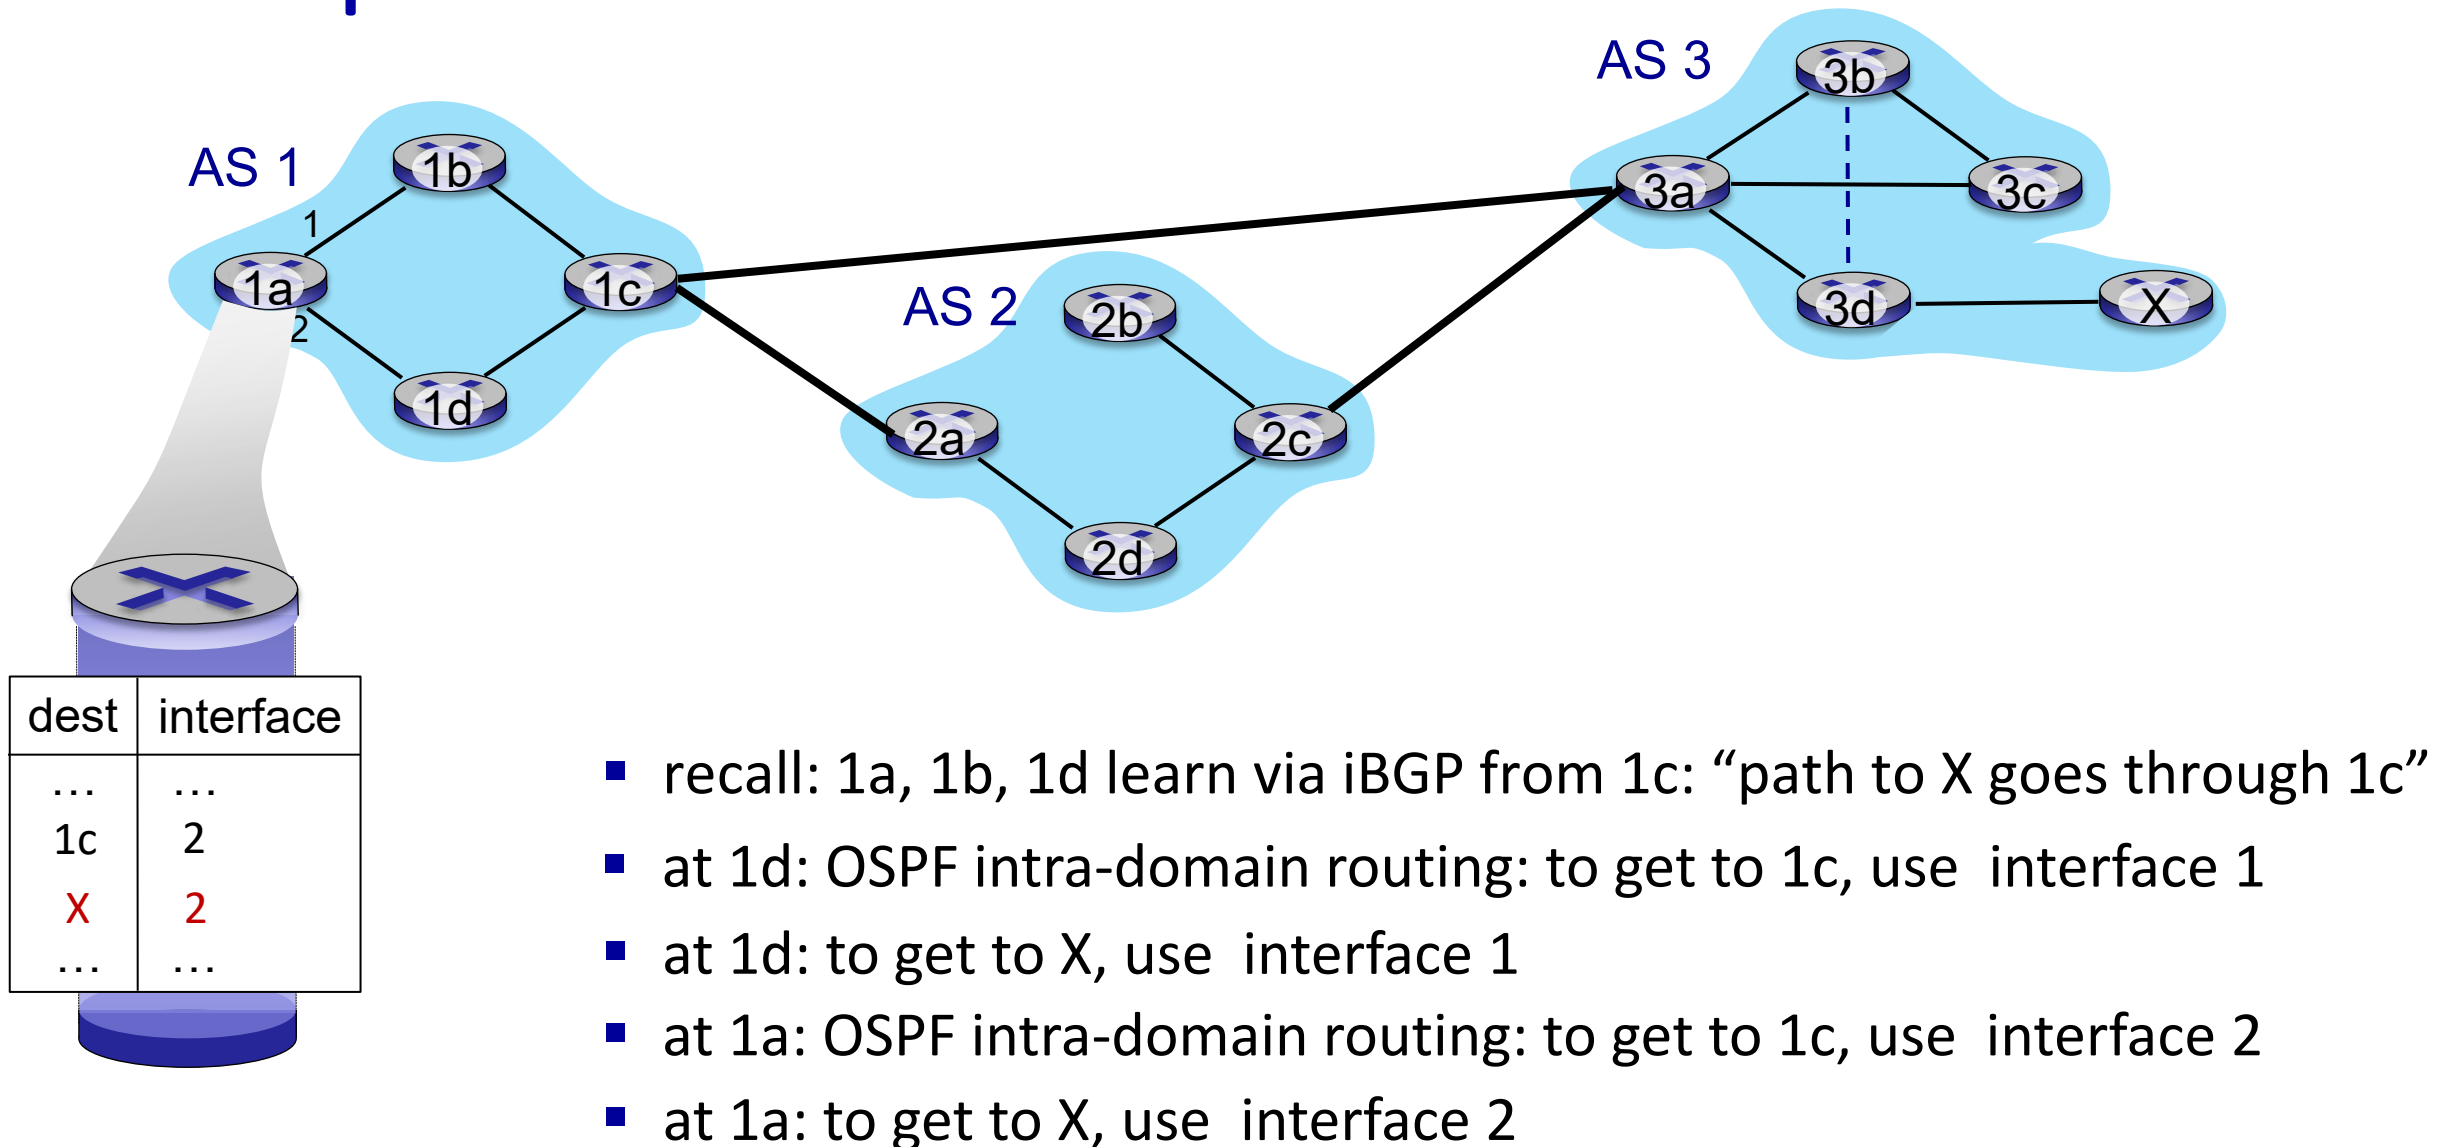 AS 3
3b
AS 1
1b
3a
3c
1
1a
1c
AS 2
2b
3d
X
2
1d
2a
2c
2d
dest interface
... ...
1c 2
X 2
... ...
▪ recall: 1a, 1b, 1d learn via iBGP from 1c: “path to X goes through 1c”
▪ at 1d: OSPF intra-domain routing: to get to 1c, use interface 1
▪ at 1d: to get to X, use interface 1
▪ at 1a: OSPF intra-domain routing: to get to 1c, use interface 2
▪ at 1a: to get to X, use interface 2